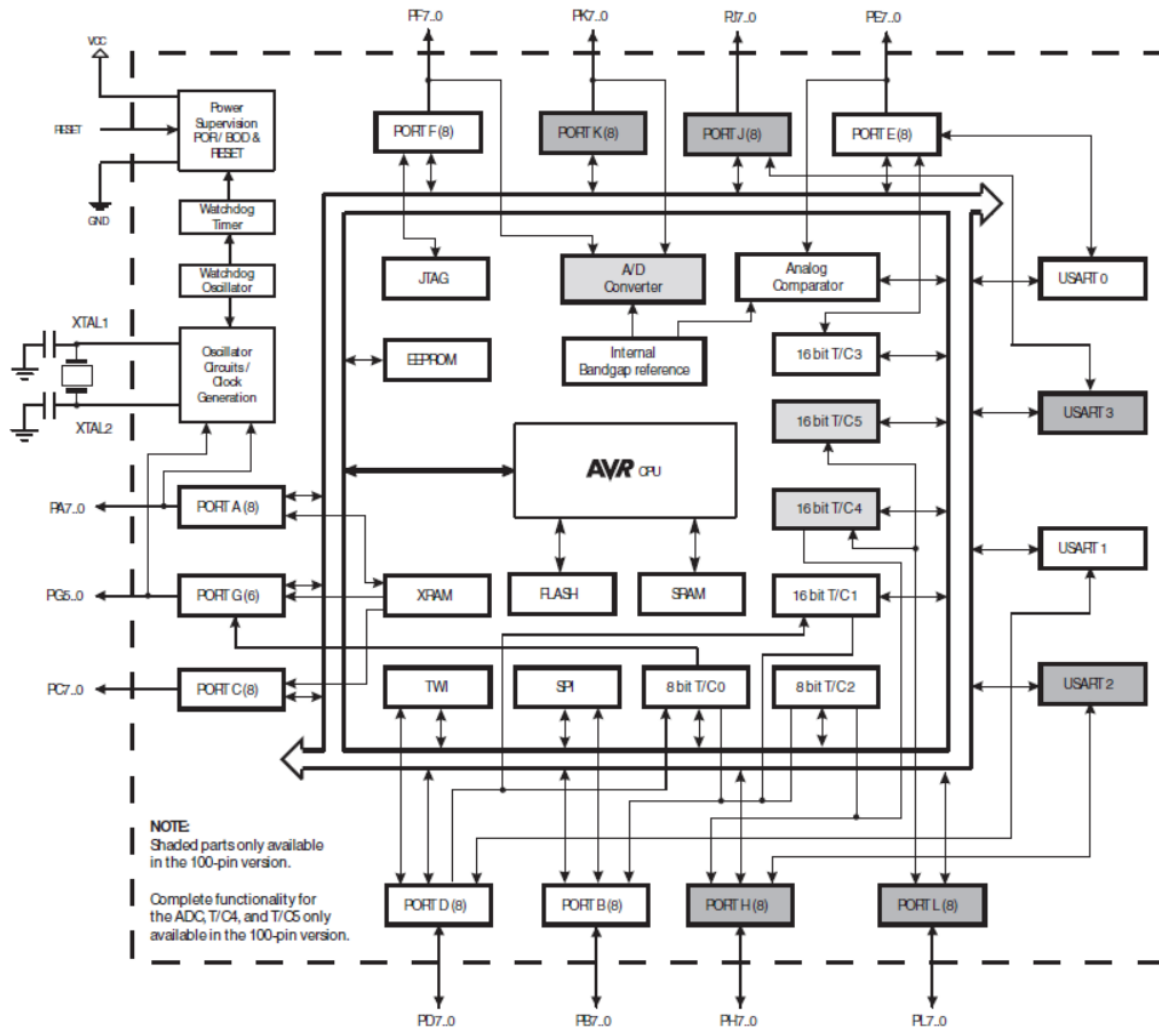 PF7..0
PK7..0
PJ7..0
PE7..0
VCC
RESET
GND
Power
Supervision
POR/ BOD &
RESET
PORT F (8)
PORT K (8)
PORT J (8)
PORT E (8)
Watchdog
Timer
Watchdog
Oscillator
JTAG
A/D
Converter
Analog
Comparator
USART 0
XTAL1
Oscillator
Circuits /
Clock
Generation
XTAL2
EEPROM
Internal
Bandgap reference
16 bit T/C3
16 bit T/C5
USART 3
AVR CPU
PA7..0
PORT A (8)
16 bit T/C4
USART 1
PG5..0
PORT G (6)
XRAM
FLASH
SRAM
16 bit T/C1
PC7..0
PORT C (8)
TWI
SPI
8 bit T/C0
8 bit T/C2
USART 2
NOTE:
Shaded parts only available
in the 100-pin version.
Complete functionality for
the ADC, T/C4, and T/C5 only
available in the 100-pin version.
PORT D (8)
PORT B (8)
PORT H (8)
PORT L (8)
PD7..0
PB7..0
PH7..0
PL7..0